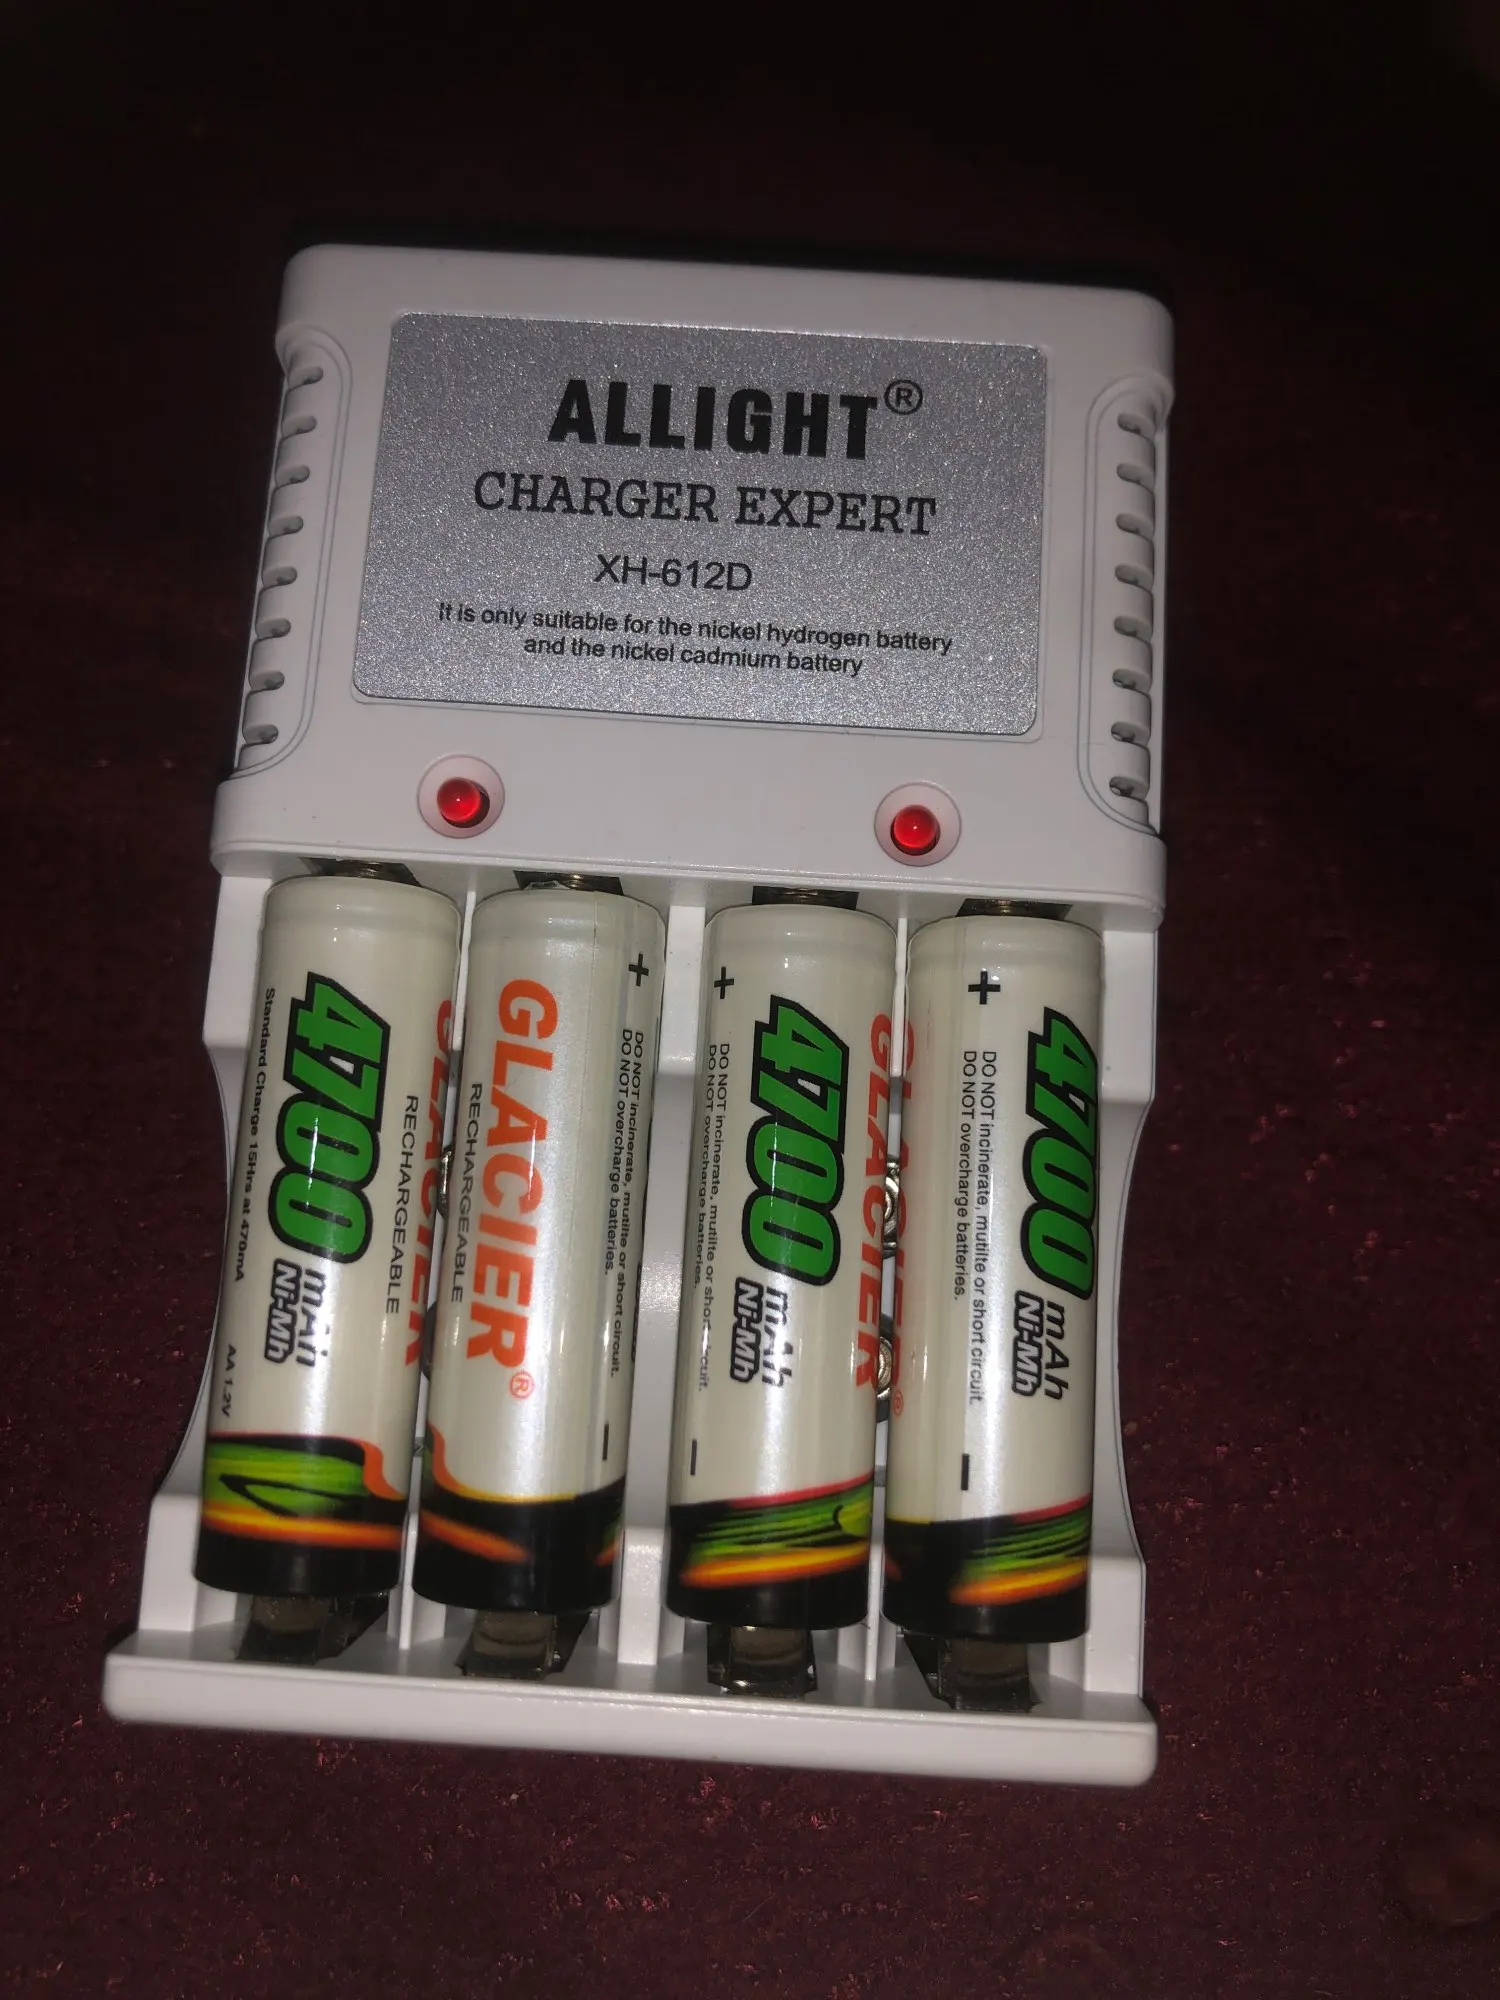 ALLIGHT®
CHARGER EXPERT
XH-612D
It is only suitable for the nickel hydrogen battery
and the nickel cadmium battery
Standard Charge 15Hrs at 470mA
AA 1.2V
4700 mAh
Ni-Mh
GLACIER
RECHARGEABLE
GLACIER®
RECHARGEABLE
+
DO NOT incinerate, mutilte or short circuit.
DO NOT overcharge batteries.
-
+
DO NOT incinerate, mutilte or short circuit.
DO NOT overcharge batteries.
-
4700 mAh
Ni-Mh
GLACIER
GLACIER®
+
DO NOT incinerate, mutilte or short circuit.
DO NOT overcharge batteries.
-
4700 mAh
Ni-Mh